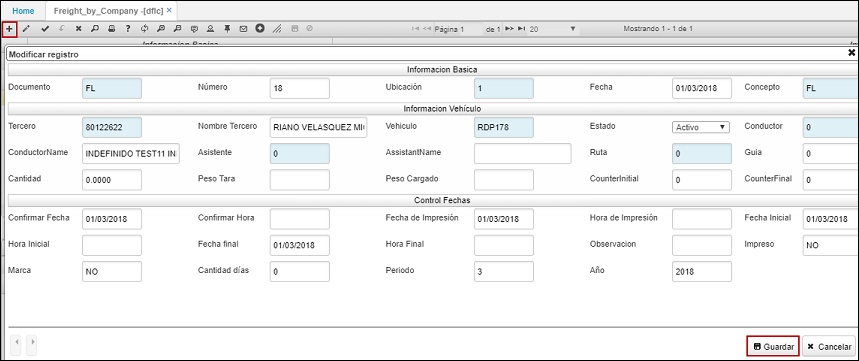 Home Freight_by_Company -[dflc] ×
Página 1 de 1 20 Mostrando 1 - 1 de 1
Modificar registro
Informacion Basica
Documento FL Número 18 Ubicación 1 Fecha 01/03/2018 Concepto FL
Informacion Vehículo
Tercero 80122622 Nombre Tercero RIANO VELASQUEZ MI Vehiculo RDP178 Estado Activo Conductor 0
ConductorName INDEFINIDO TEST11 IN Asistente 0 AssistantName Ruta 0 Guia 0
Cantidad 0.0000 Peso Tara Peso Cargado CounterInitial 0 CounterFinal 0
Control Fechas
Confirmar Fecha 01/03/2018 Confirmar Hora Fecha de Impresión 01/03/2018 Hora de Impresión Fecha Inicial 01/03/2018
Hora Inicial Fecha final 01/03/2018 Hora Final Observacion Impreso NO
Marca NO Cantidad días 0 Periodo 3 Año 2018
Guardar Cancelar